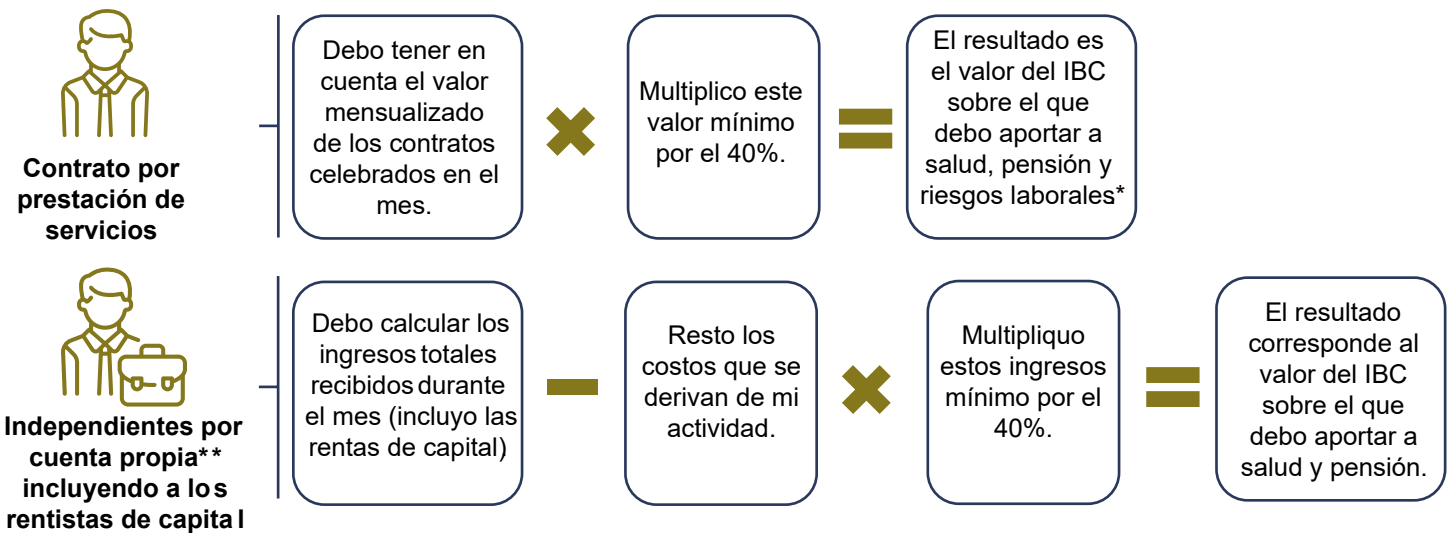 Contrato por
prestación de
servicios
Debo tener en
cuenta el valor
mensualizado
de los contratos
celebrados en el
mes.
Multiplico este
valor mínimo
por el 40%.
El resultado es
el valor del IBC
sobre el que
debo aportar a
salud, pensión y
riesgos laborales*
Independientes por
cuenta propia**
incluyendo a los
rentistas de capital
Debo calcular los
ingresos totales
recibidos durante
el mes (incluyo las
rentas de capital)
Resto los
costos que se
derivan de mi
actividad.
Multipliquo
estos ingresos
mínimo por el
40%.
El resultado
corresponde al
valor del IBC
sobre el que
debo aportar a
salud y pensión.